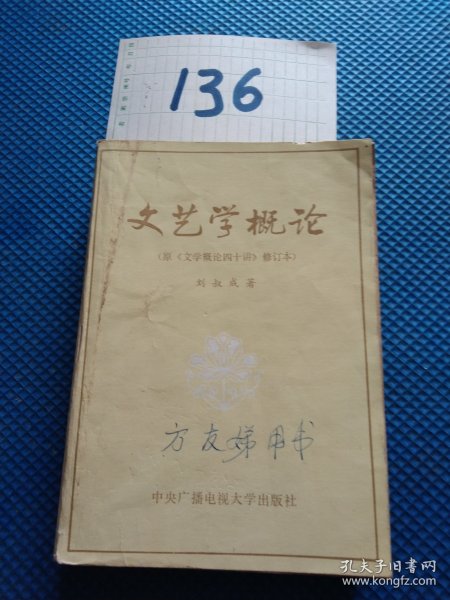 136
文艺学概论
(原《文学概论四十讲》修订本)
刘叔成著
方友娣用书
中央广播电视大学出版社
孔夫子旧书网
www.kongfz.com